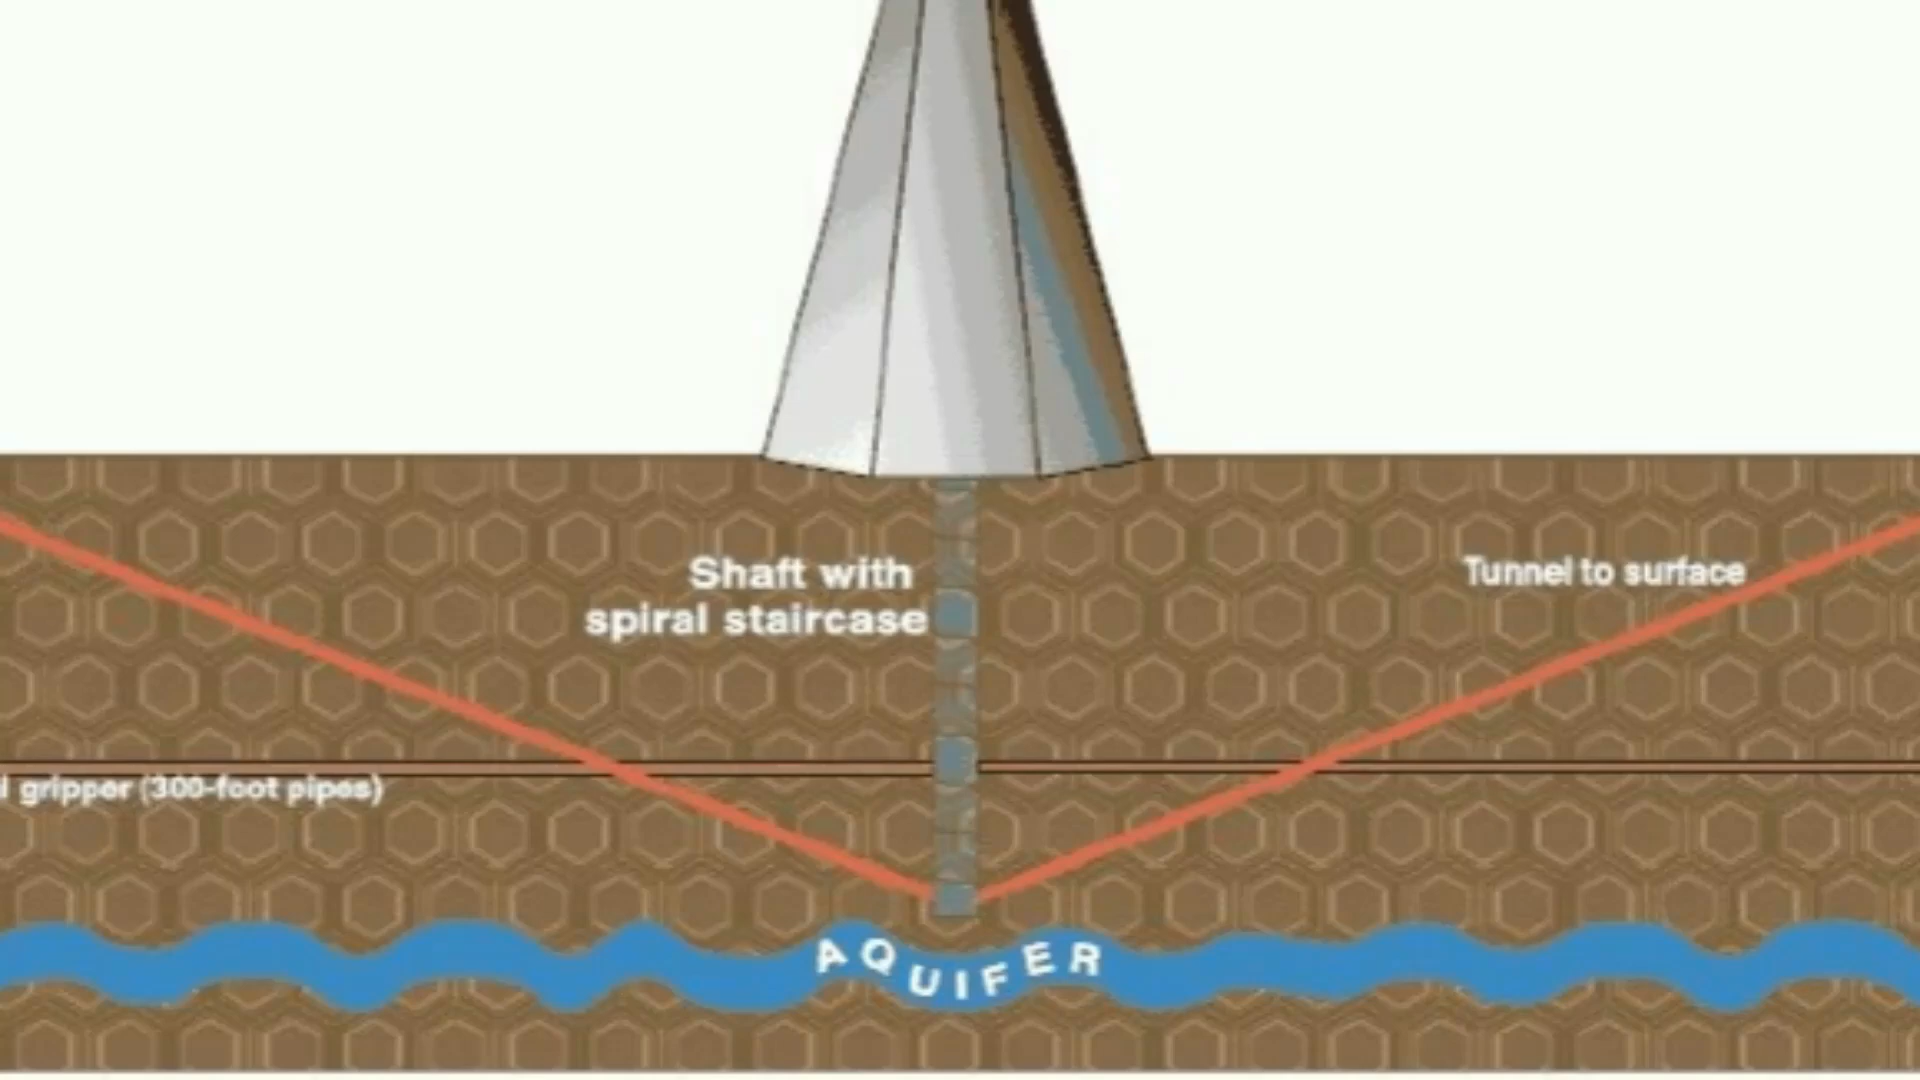 Shaft with
spiral staircase
Tunnel to surface
l gripper (300-foot pipes)
AQUIFER